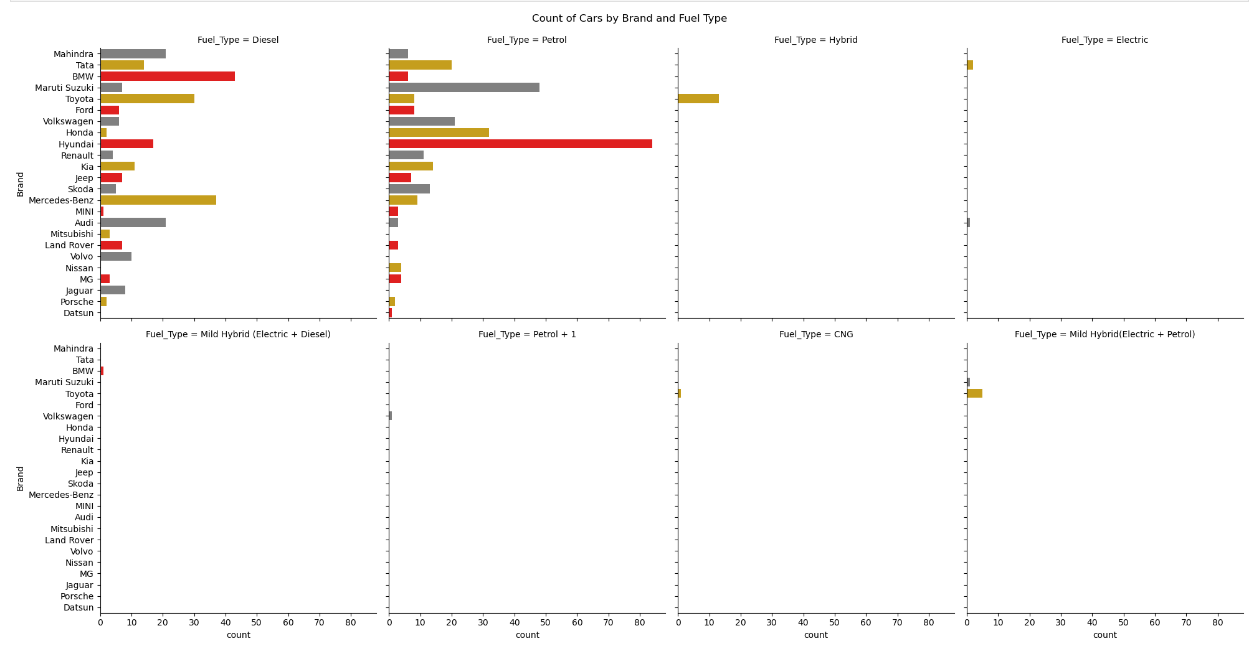 Count of Cars by Brand and Fuel Type
Fuel_Type = Diesel
Fuel_Type = Petrol
Fuel_Type = Hybrid
Fuel_Type = Electric
Brand
Mahindra
Tata
BMW
Maruti Suzuki
Toyota
Ford
Volkswagen
Honda
Hyundai
Renault
Kia
Jeep
Skoda
Mercedes-Benz
MINI
Audi
Mitsubishi
Land Rover
Volvo
Nissan
MG
Jaguar
Porsche
Datsun
Fuel_Type = Mild Hybrid (Electric + Diesel)
Fuel_Type = Petrol + 1
Fuel_Type = CNG
Fuel_Type = Mild Hybrid(Electric + Petrol)
Brand
Mahindra
Tata
BMW
Maruti Suzuki
Toyota
Ford
Volkswagen
Honda
Hyundai
Renault
Kia
Jeep
Skoda
Mercedes-Benz
MINI
Audi
Mitsubishi
Land Rover
Volvo
Nissan
MG
Jaguar
Porsche
Datsun
0 10 20 30 40 50 60 70 80
0 10 20 30 40 50 60 70 80
0 10 20 30 40 50 60 70 80
0 10 20 30 40 50 60 70 80
count
count
count
count